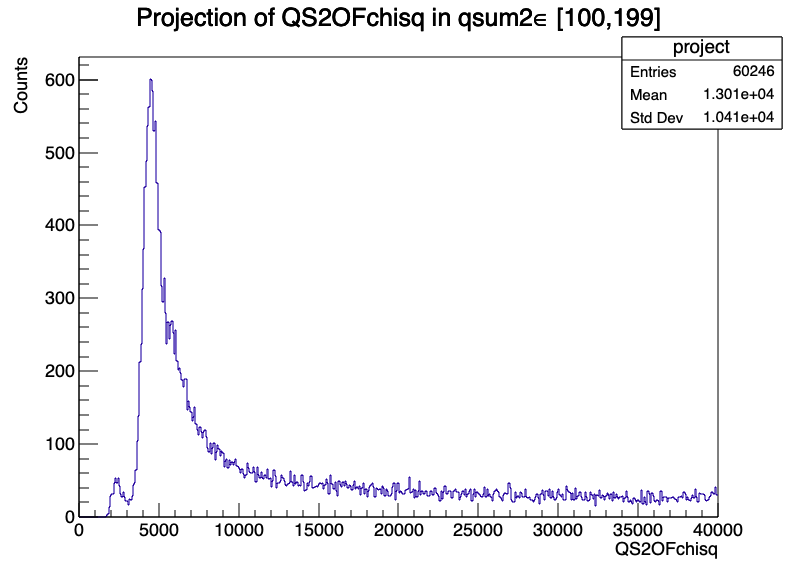 Projection of QS2OFchisq in qsum2∈ [100,199]
project
Entries 60246
Mean 1.301e+04
Std Dev 1.041e+04
Counts
600
500
400
300
200
100
0
0 5000 10000 15000 20000 25000 30000 35000 40000
QS2OFchisq